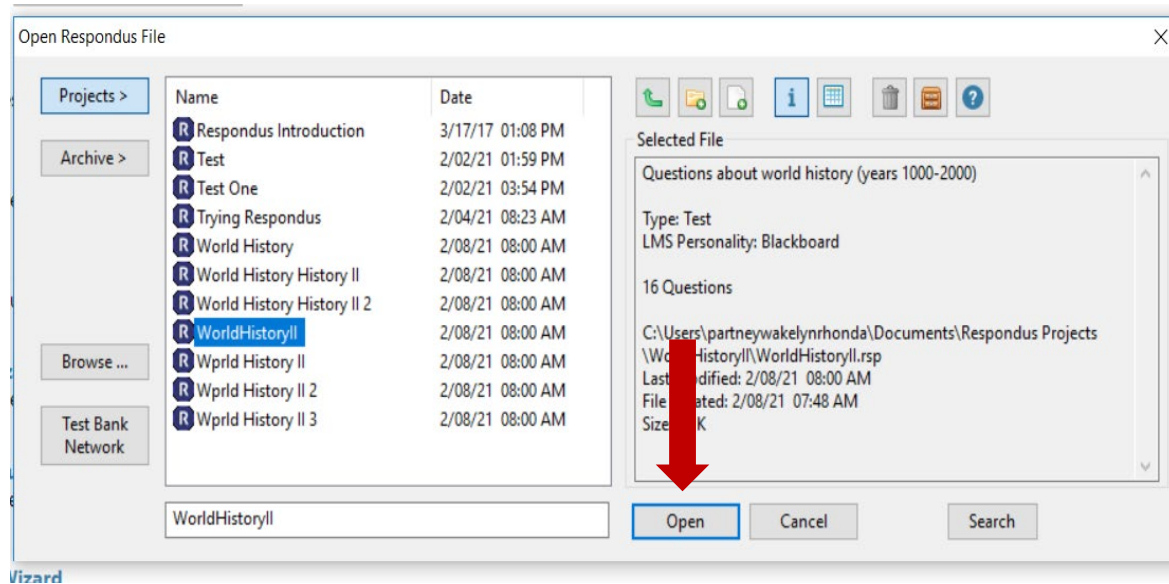 Open Respondus File
Projects >
Archive >
Browse ...
Test Bank
Network
Name Date
R Respondus Introduction 3/17/17 01:08 PM
R Test 2/02/21 01:59 PM
R Test One 2/02/21 03:54 PM
R Trying Respondus 2/04/21 08:23 AM
R World History 2/08/21 08:00 AM
R World History History II 2/08/21 08:00 AM
R World History History II 2 2/08/21 08:00 AM
R WorldHistoryII 2/08/21 08:00 AM
R Wprld History II 2/08/21 08:00 AM
R Wprld History II 2 2/08/21 08:00 AM
R Wprld History II 3 2/08/21 08:00 AM
WorldHistoryII
i ?
Selected File
Questions about world history (years 1000-2000)
Type: Test
LMS Personality: Blackboard
16 Questions
C:\Users\partneywakelynrhonda\Documents\Respondus Projects
\Wo HistoryII\WorldHistoryII.rsp
Last dified: 2/08/21 08:00 AM
File ated: 2/08/21 07:48 AM
Size K
Open Cancel Search
Wizard